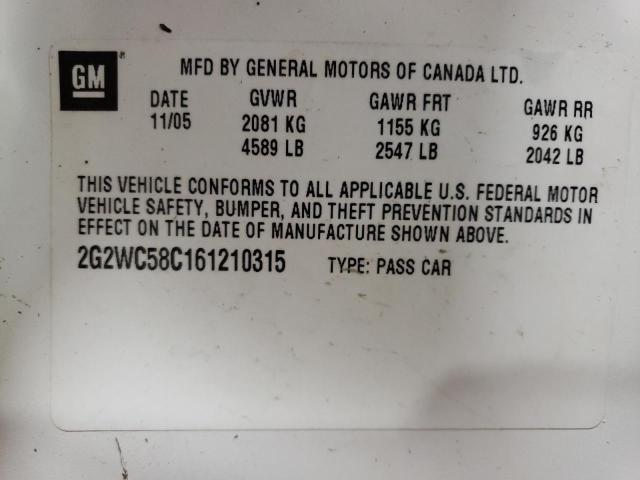 GM
MFD BY GENERAL MOTORS OF CANADA LTD.
DATE GVWR GAWR FRT GAWR RR
11/05 2081 KG 1155 KG 926 KG
4589 LB 2547 LB 2042 LB
THIS VEHICLE CONFORMS TO ALL APPLICABLE U.S. FEDERAL MOTOR
VEHICLE SAFETY, BUMPER, AND THEFT PREVENTION STANDARDS IN
EFFECT ON THE DATE OF MANUFACTURE SHOWN ABOVE.
2G2WC58C161210315 TYPE: PASS CAR